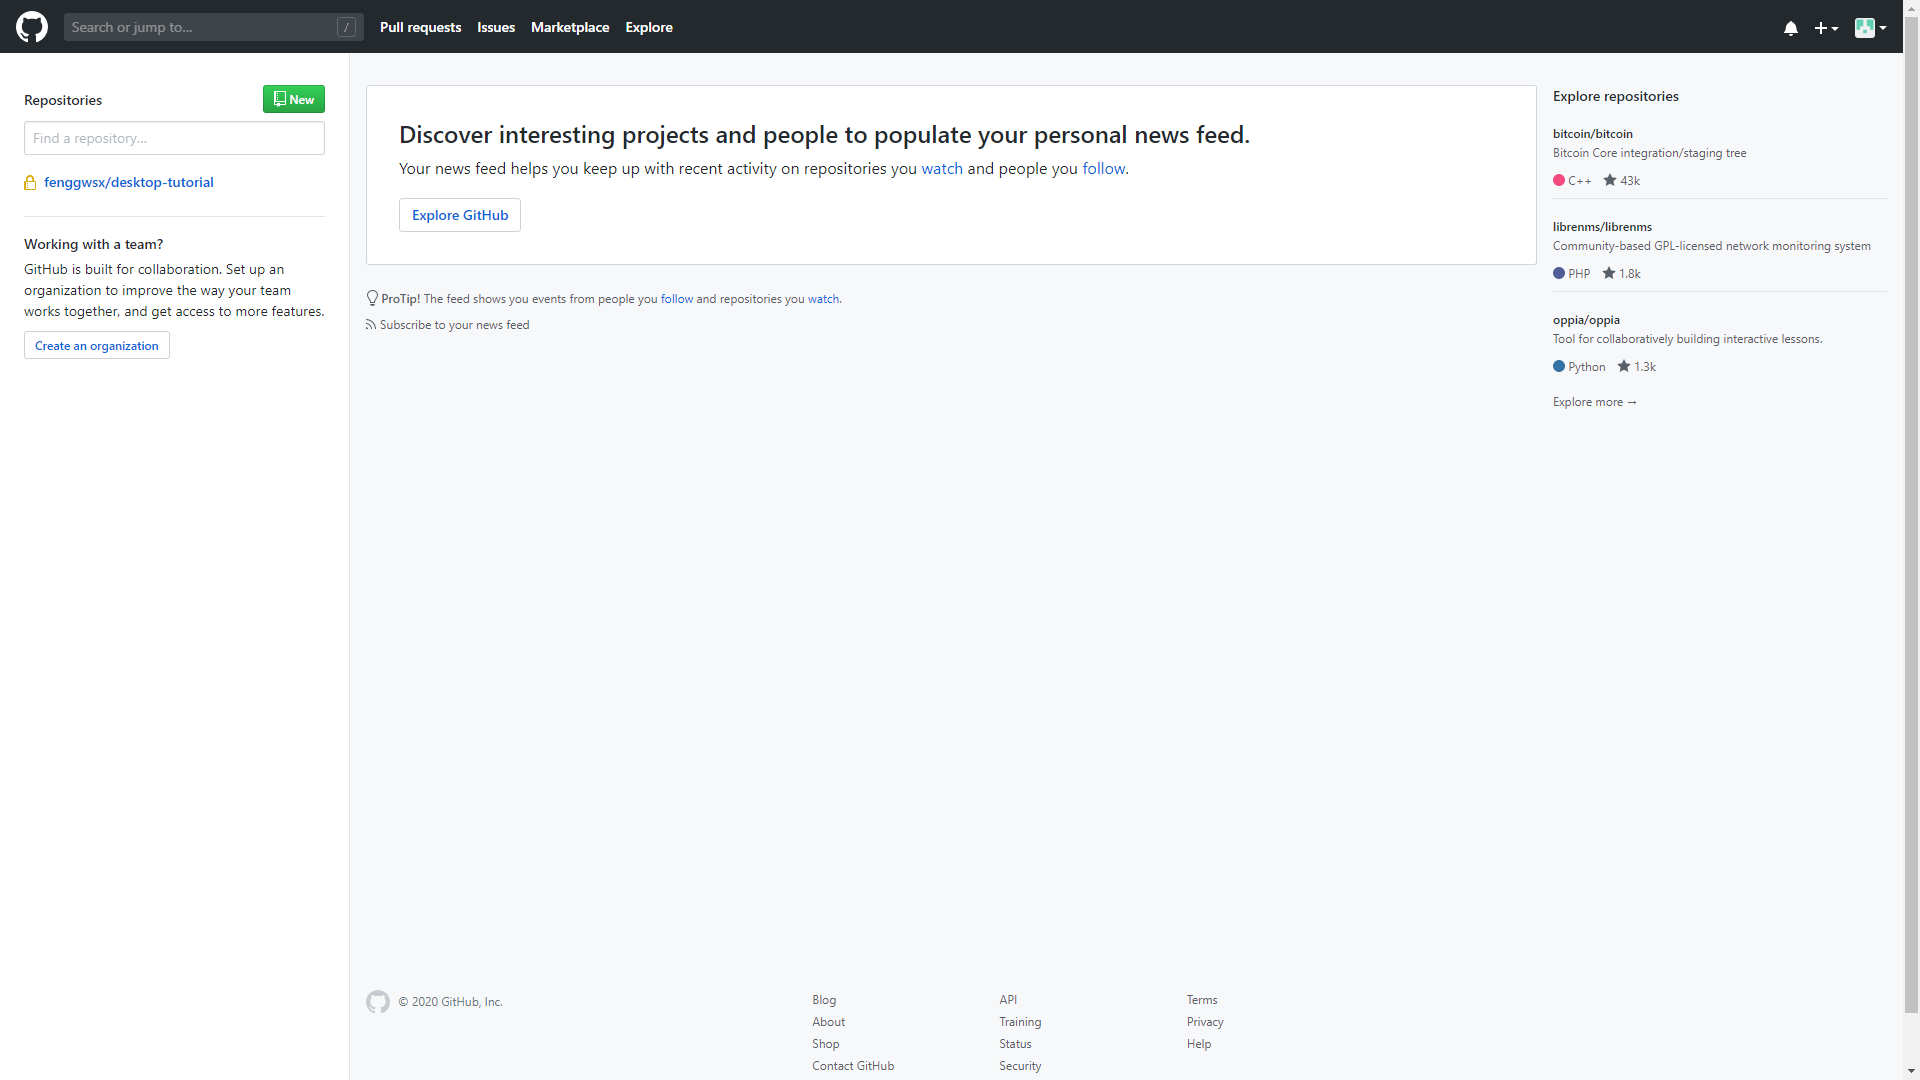 Search or jump to...
/
Pull requests
Issues
Marketplace
Explore
Repositories
New
Find a repository...
fenggwsx/desktop-tutorial
Working with a team?
GitHub is built for collaboration. Set up an
organization to improve the way your team
works together, and get access to more features.
Create an organization
Discover interesting projects and people to populate your personal news feed.
Your news feed helps you keep up with recent activity on repositories you watch and people you follow.
Explore GitHub
ProTip! The feed shows you events from people you follow and repositories you watch.
Subscribe to your news feed
Explore repositories
bitcoin/bitcoin
Bitcoin Core integration/staging tree
C++ 43k
librenms/librenms
Community-based GPL-licensed network monitoring system
PHP 1.8k
oppia/oppia
Tool for collaboratively building interactive lessons.
Python 1.3k
Explore more →
© 2020 GitHub, Inc.
Blog
About
Shop
Contact GitHub
API
Training
Status
Security
Terms
Privacy
Help